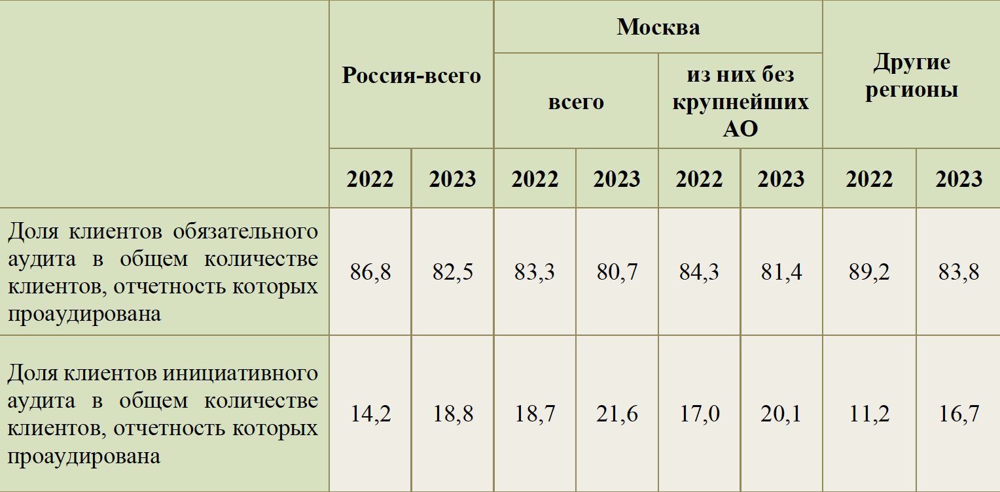 Москва
Россия-всего
всего
из них без
крупнейших
АО
Другие
регионы
2022 2023 2022 2023 2022 2023 2022 2023
Доля клиентов обязательного
аудита в общем количестве
клиентов, отчетность которых
проаудирована
86,8 82,5 83,3 80,7 84,3 81,4 89,2 83,8
Доля клиентов инициативного
аудита в общем количестве
клиентов, отчетность которых
проаудирована
14,2 18,8 18,7 21,6 17,0 20,1 11,2 16,7